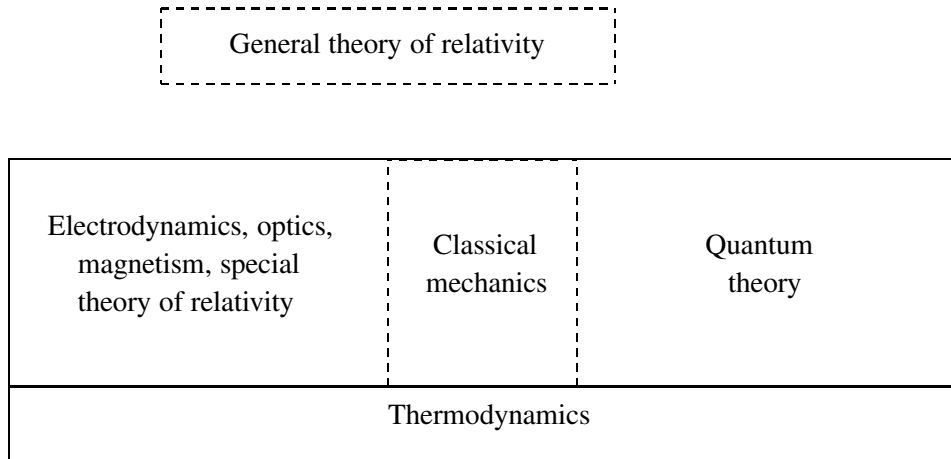 General theory of relativity
Electrodynamics, optics,
magnetism, special
theory of relativity
Classical
mechanics
Quantum
theory
Thermodynamics